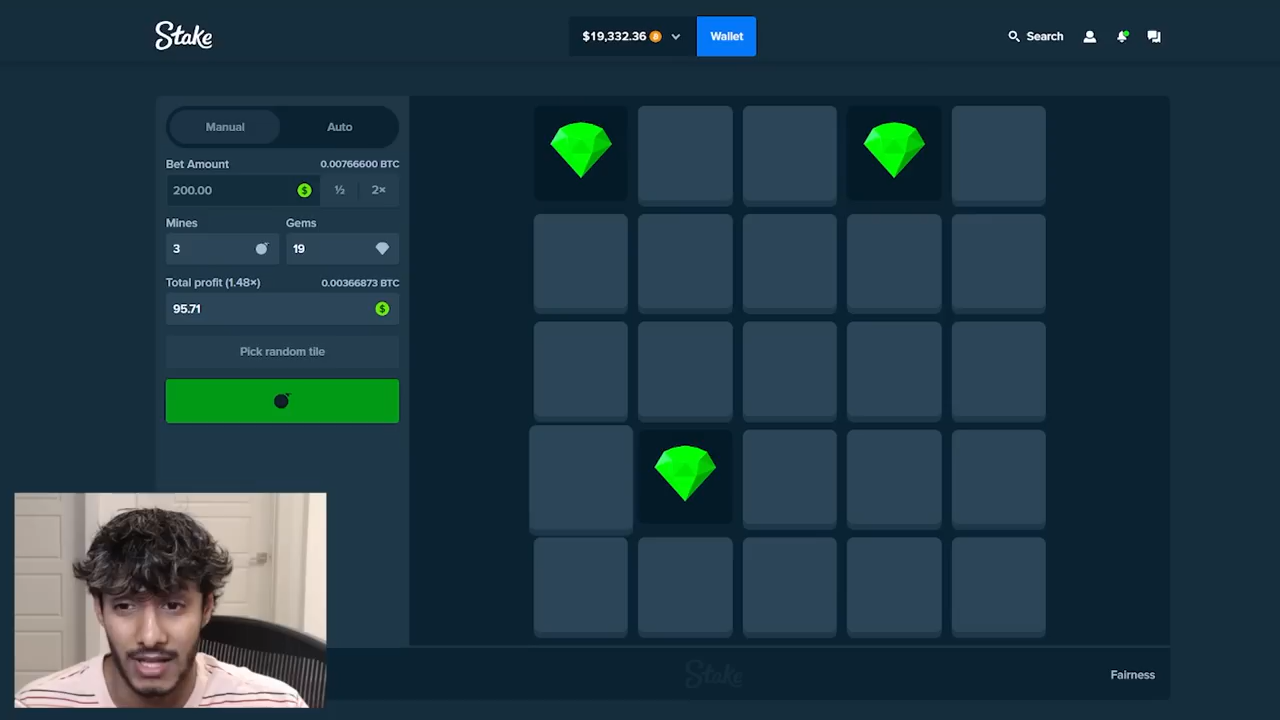 Stake
$19,332.36
Wallet
Search
Manual
Auto
Bet Amount
0.00766600 BTC
200.00
½
2×
Mines
Gems
3
19
Total profit (1.48×)
0.00366873 BTC
95.71
Pick random tile
Stake
Fairness